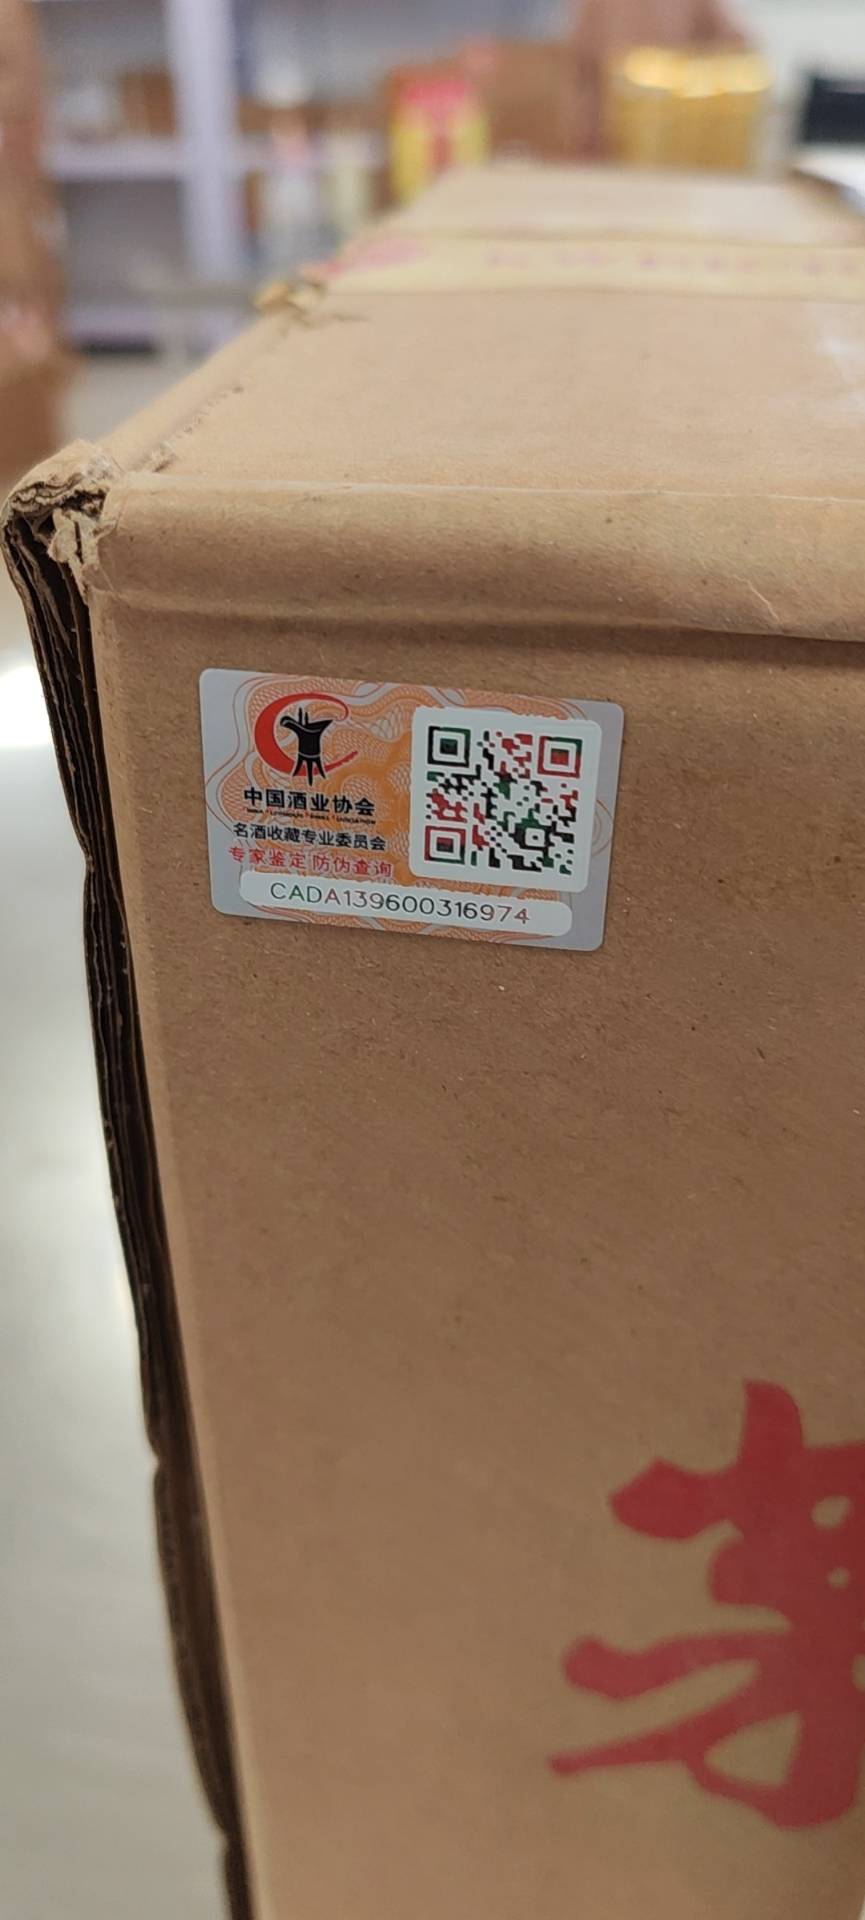 中国酒业协会
名酒收藏专业委员会
专家鉴定 防伪查询
CADA139600316974